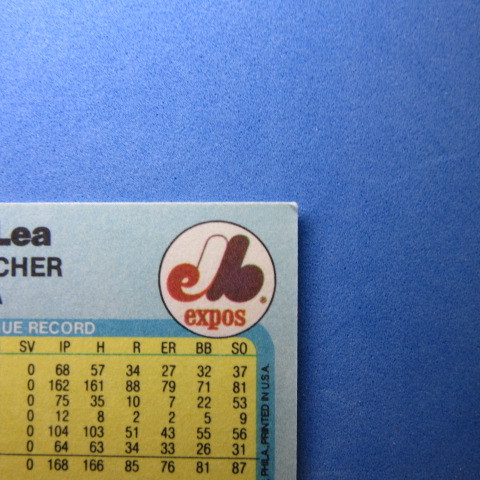 Lea
CHER
A
expos
UE RECORD
SV IP H R ER BB SO
0 68 57 34 27 32 37
0 162 161 88 79 71 81
0 75 35 10 7 22 53
0 12 8 2 2 5 9
0 104 103 51 43 55 56
0 64 63 34 33 26 31
0 168 166 85 76 81 87
PHILA. PRINTED IN U.S.A.